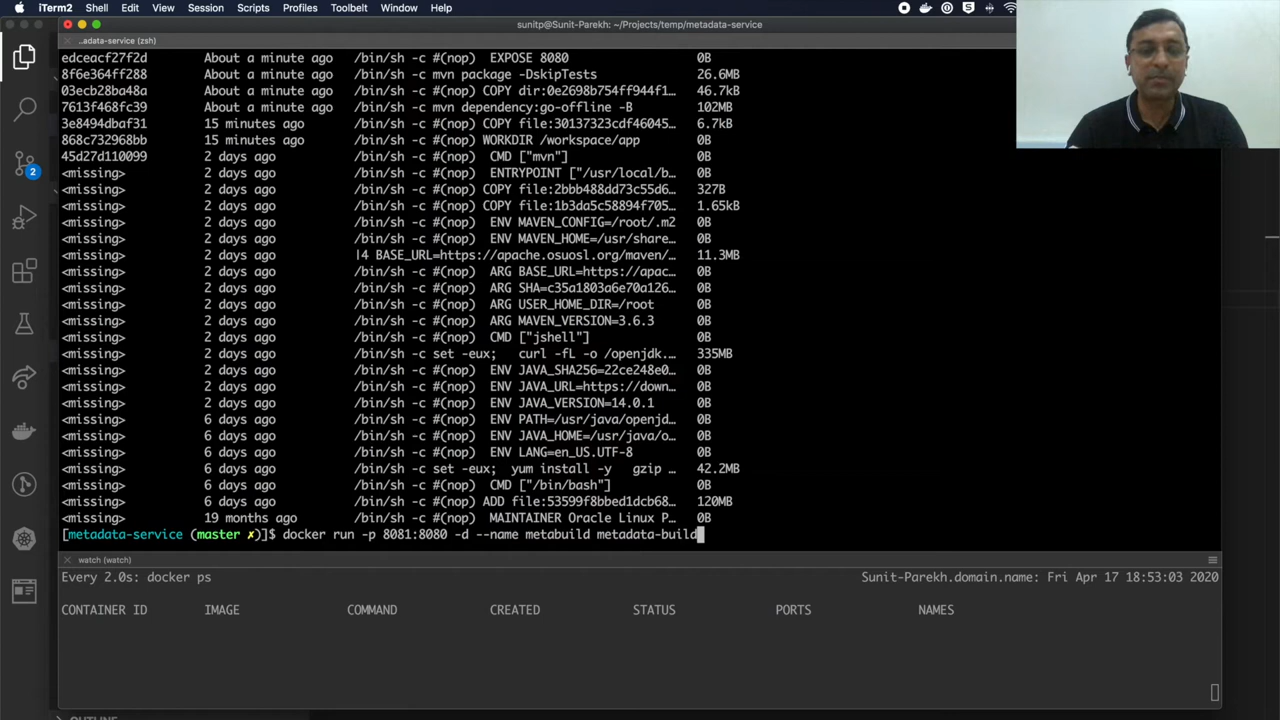 iTerm2 Shell Edit View Session Scripts Profiles Toolbelt Window Help
sunitp@Sunit-Parekh: ~/Projects/temp/metadata-service
..adata-service (zsh)
edceacf27f2d About a minute ago /bin/sh -c #(nop) EXPOSE 8080 0B
8f6e364ff288 About a minute ago /bin/sh -c mvn package -DskipTests 26.6MB
03ecb28ba48a About a minute ago /bin/sh -c #(nop) COPY dir:0e2698b754ff944f1… 46.7kB
7613f468fc39 About a minute ago /bin/sh -c mvn dependency:go-offline -B 102MB
3e8494dbaf31 15 minutes ago /bin/sh -c #(nop) COPY file:30137323cdf46045… 6.7kB
868c732968bb 15 minutes ago /bin/sh -c #(nop) WORKDIR /workspace/app 0B
45d27d110099 2 days ago /bin/sh -c #(nop) CMD ["mvn"] 0B
<missing> 2 days ago /bin/sh -c #(nop) ENTRYPOINT ["/usr/local/b… 0B
<missing> 2 days ago /bin/sh -c #(nop) COPY file:2bbb488dd73c55d6… 327B
<missing> 2 days ago /bin/sh -c #(nop) COPY file:1b3da5c58894f705… 1.65kB
<missing> 2 days ago /bin/sh -c #(nop) ENV MAVEN_CONFIG=/root/.m2 0B
<missing> 2 days ago /bin/sh -c #(nop) ENV MAVEN_HOME=/usr/share… 0B
<missing> 2 days ago |4 BASE_URL=https://apache.osuosl.org/maven/… 11.3MB
<missing> 2 days ago /bin/sh -c #(nop) ARG BASE_URL=https://apac… 0B
<missing> 2 days ago /bin/sh -c #(nop) ARG SHA=c35a1803a6e70a126… 0B
<missing> 2 days ago /bin/sh -c #(nop) ARG USER_HOME_DIR=/root 0B
<missing> 2 days ago /bin/sh -c #(nop) ARG MAVEN_VERSION=3.6.3 0B
<missing> 2 days ago /bin/sh -c #(nop) CMD ["jshell"] 0B
<missing> 2 days ago /bin/sh -c set -eux; curl -fL -o /openjdk.… 335MB
<missing> 2 days ago /bin/sh -c #(nop) ENV JAVA_SHA256=22ce248e0… 0B
<missing> 2 days ago /bin/sh -c #(nop) ENV JAVA_URL=https://down… 0B
<missing> 2 days ago /bin/sh -c #(nop) ENV JAVA_VERSION=14.0.1 0B
<missing> 6 days ago /bin/sh -c #(nop) ENV PATH=/usr/java/openjd… 0B
<missing> 6 days ago /bin/sh -c #(nop) ENV JAVA_HOME=/usr/java/o… 0B
<missing> 6 days ago /bin/sh -c #(nop) ENV LANG=en_US.UTF-8 0B
<missing> 6 days ago /bin/sh -c set -eux; yum install -y gzip … 42.2MB
<missing> 6 days ago /bin/sh -c #(nop) CMD ["/bin/bash"] 0B
<missing> 6 days ago /bin/sh -c #(nop) ADD file:53599f8bbed1dcb68… 120MB
<missing> 19 months ago /bin/sh -c #(nop) MAINTAINER Oracle Linux P… 0B
[metadata-service (master ✗)]$ docker run -p 8081:8080 -d --name metabuild metadata-build
watch (watch)
Every 2.0s: docker ps Sunit-Parekh.domain.name: Fri Apr 17 18:53:03 2020
CONTAINER ID IMAGE COMMAND CREATED STATUS PORTS NAMES
2